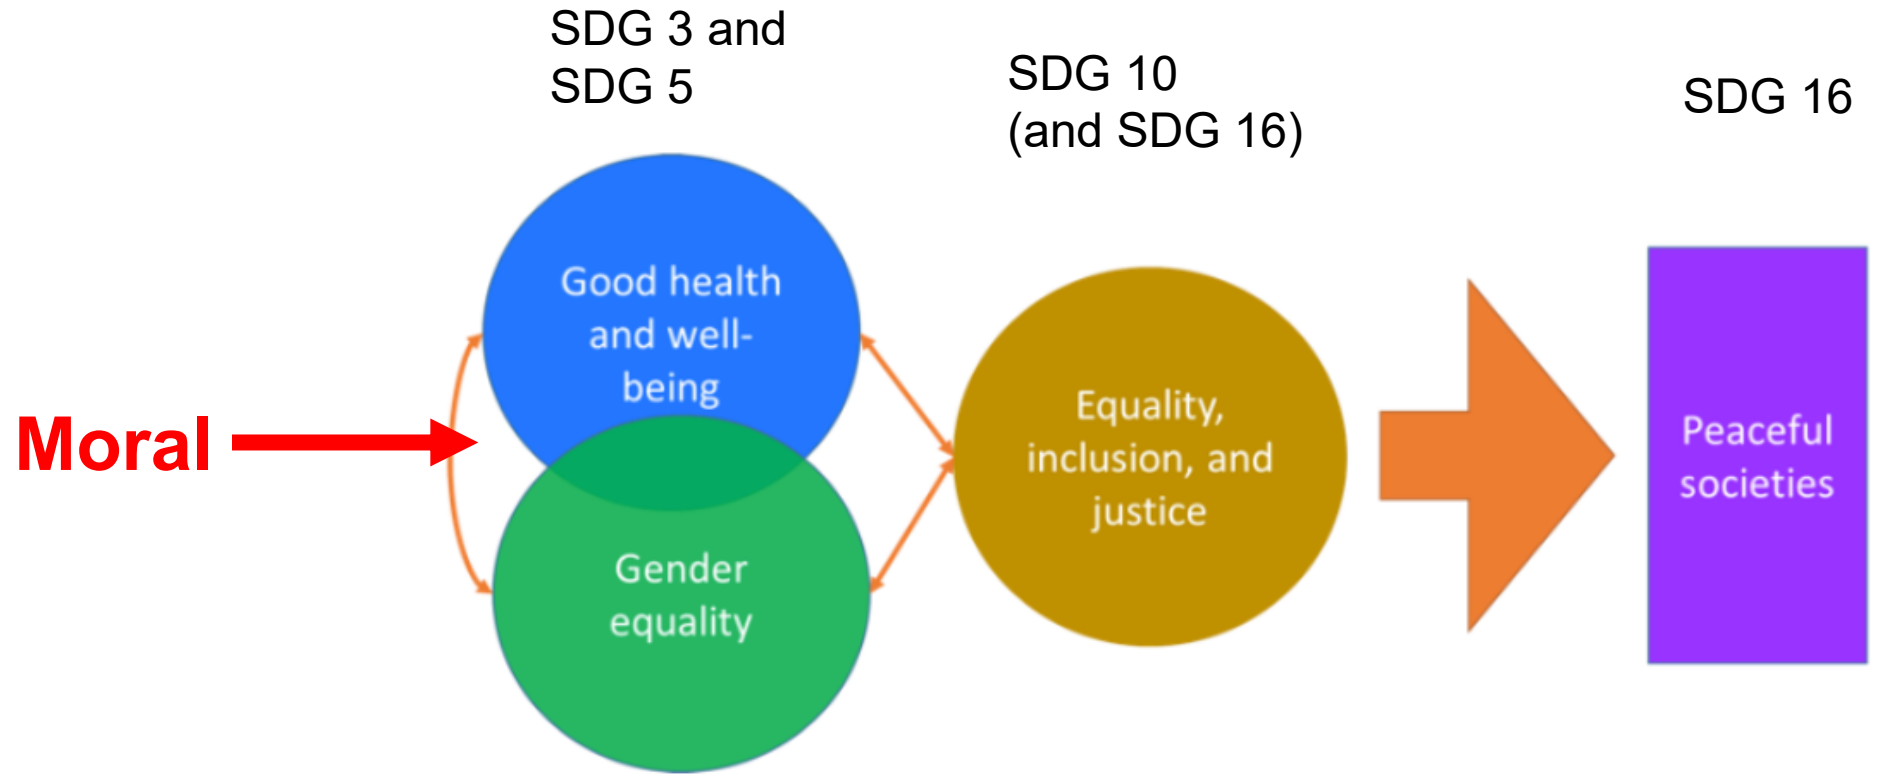 SDG 3 and
SDG 5
SDG 10
(and SDG 16)
SDG 16
Moral
Good health
and well-
being
Gender
equality
Equality,
inclusion, and
justice
Peaceful
societies